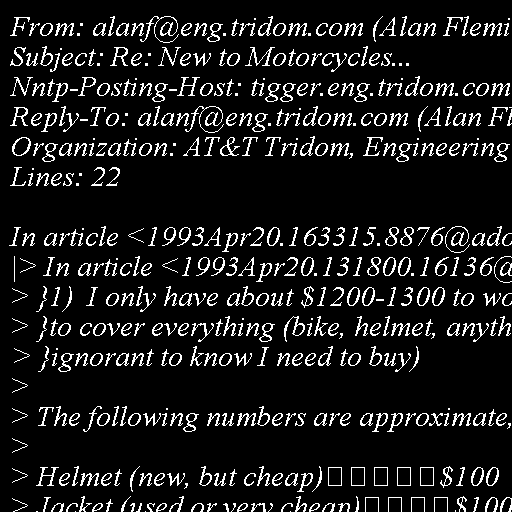 From: alanf@eng.tridom.com (Alan Flemi
Subject: Re: New to Motorcycles...
Nntp-Posting-Host: tigger.eng.tridom.com
Reply-To: alanf@eng.tridom.com (Alan Fl
Organization: AT&T Tridom, Engineering
Lines: 22

In article <1993Apr20.163315.8876@ado
|> In article <1993Apr20.131800.16136@
> }1)  I only have about $1200-1300 to wo
> }to cover everything (bike, helmet, anyth
> }ignorant to know I need to buy)
>
> The following numbers are approximate,
>
> Helmet (new, but cheap)□□□□□$100
> Jacket (used or very cheap)□□□□$100